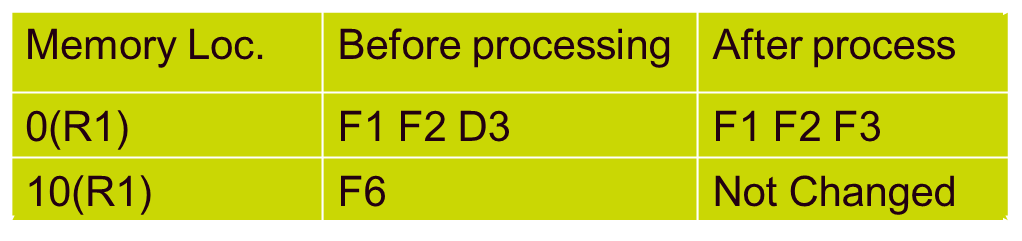 Memory Loc. Before processing After process
0(R1) F1 F2 D3 F1 F2 F3
10(R1) F6 Not Changed